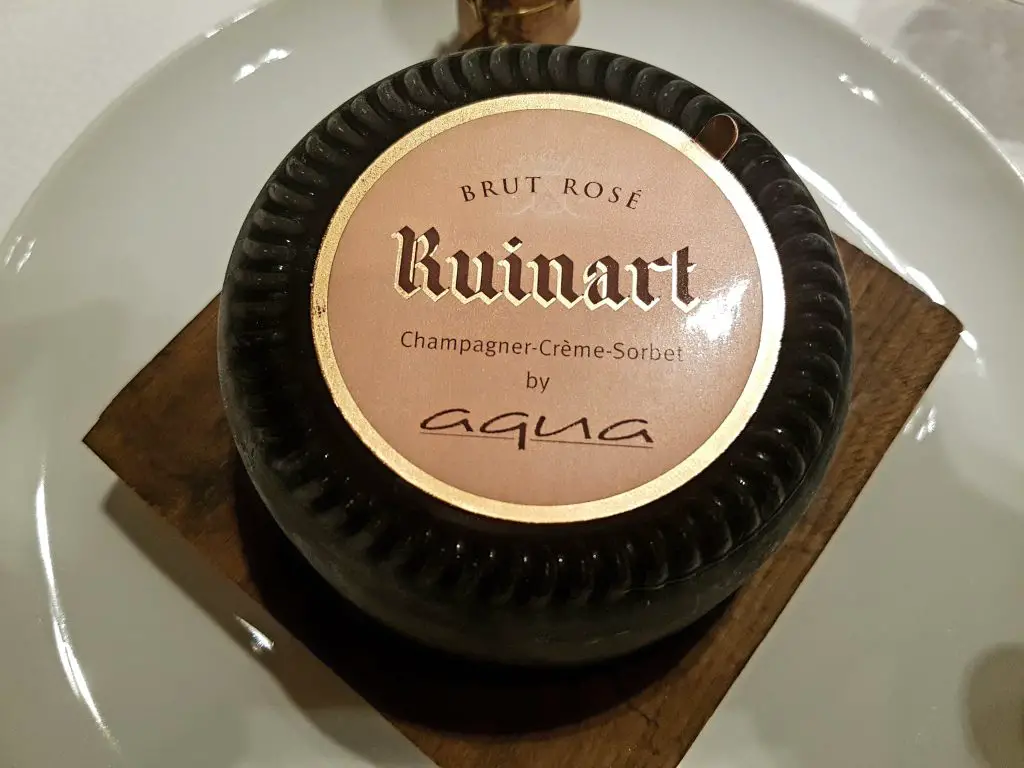 BRUT ROSÉ
Ruinart
Champagner-Crème-Sorbet
by
aqua